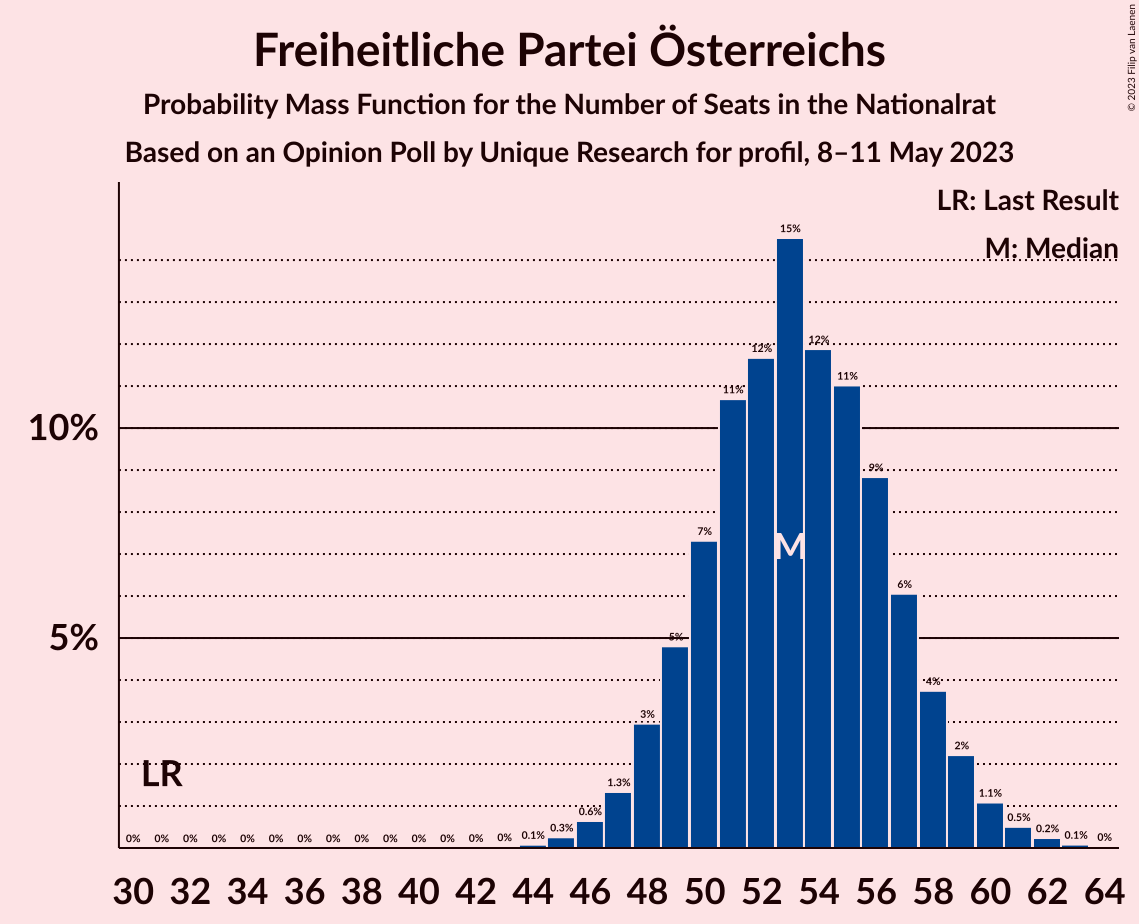 Freiheitliche Partei Österreichs
Probability Mass Function for the Number of Seats in the Nationalrat
Based on an Opinion Poll by Unique Research for profil, 8–11 May 2023
© 2023 Filip van Laenen
LR: Last Result
M: Median
10%
5%
0% 0% 0% 0% 0% 0% 0% 0% 0% 0% 0% 0% 0% 0% 0.1% 0.3% 0.6% 1.3% 3% 5% 7% 11% 12% 15% 12% 11% 9% 6% 4% 2% 1.1% 0.5% 0.2% 0.1% 0%
M
LR
30 32 34 36 38 40 42 44 46 48 50 52 54 56 58 60 62 64